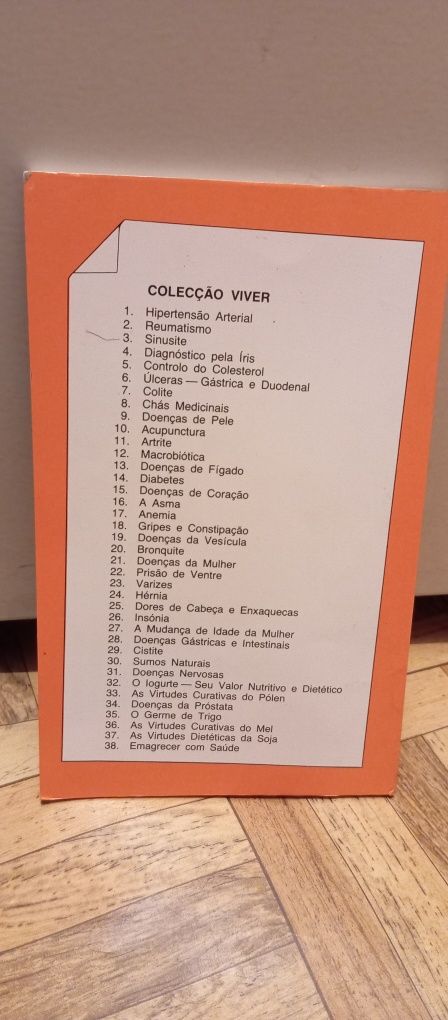 COLECÇÃO VIVER
1. Hipertensão Arterial
2. Reumatismo
3. Sinusite
4. Diagnóstico pela Íris
5. Controlo do Colesterol
6. Úlceras — Gástrica e Duodenal
7. Colite
8. Chás Medicinais
9. Doenças de Pele
10. Acupunctura
11. Artrite
12. Macrobiótica
13. Doenças de Fígado
14. Diabetes
15. Doenças de Coração
16. A Asma
17. Anemia
18. Gripes e Constipação
19. Doenças da Vesícula
20. Bronquite
21. Doenças da Mulher
22. Prisão de Ventre
23. Varizes
24. Hérnia
25. Dores de Cabeça e Enxaquecas
26. Insónia
27. A Mudança de Idade da Mulher
28. Doenças Gástricas e Intestinais
29. Cistite
30. Sumos Naturais
31. Doenças Nervosas
32. O Iogurte — Seu Valor Nutritivo e Dietético
33. As Virtudes Curativas do Pólen
34. Doenças da Próstata
35. O Germe de Trigo
36. As Virtudes Curativas do Mel
37. As Virtudes Dietéticas da Soja
38. Emagrecer com Saúde